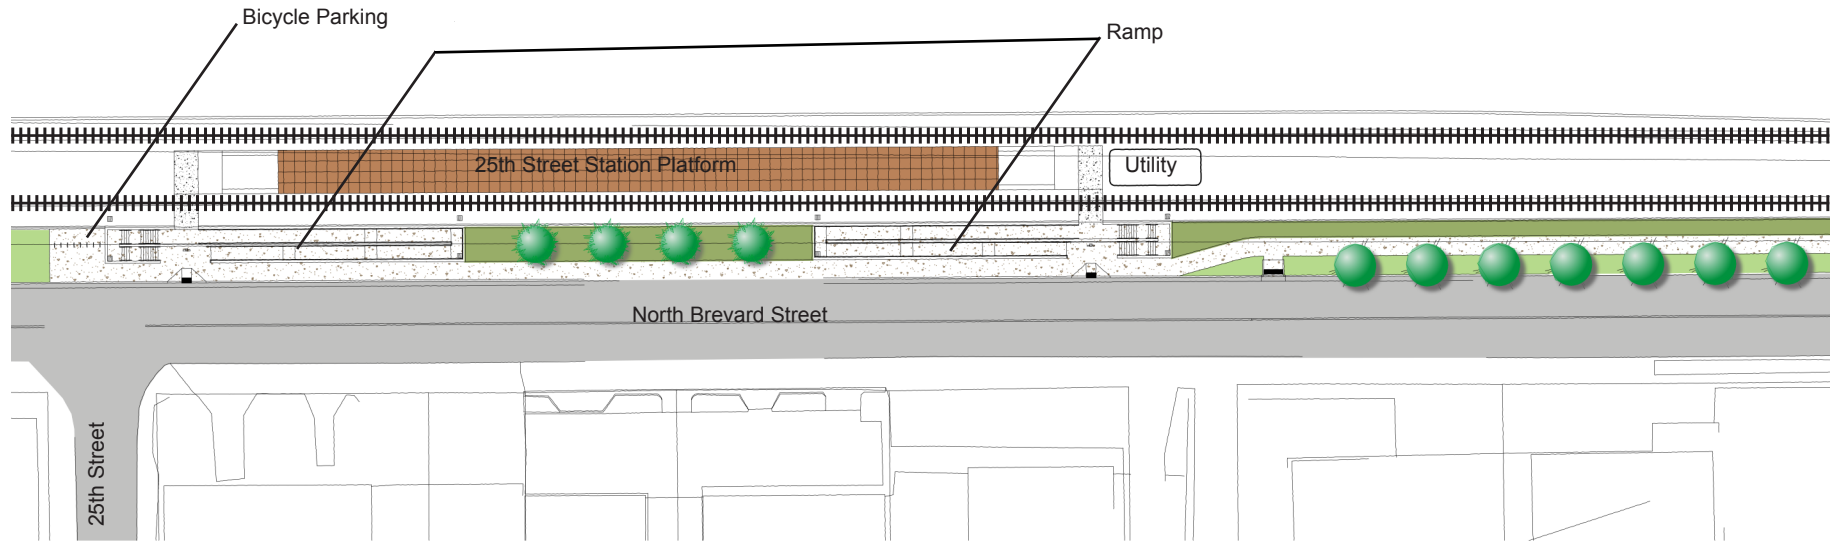 Bicycle Parking
Ramp
25th Street Station Platform
Utility
North Brevard Street
25th Street